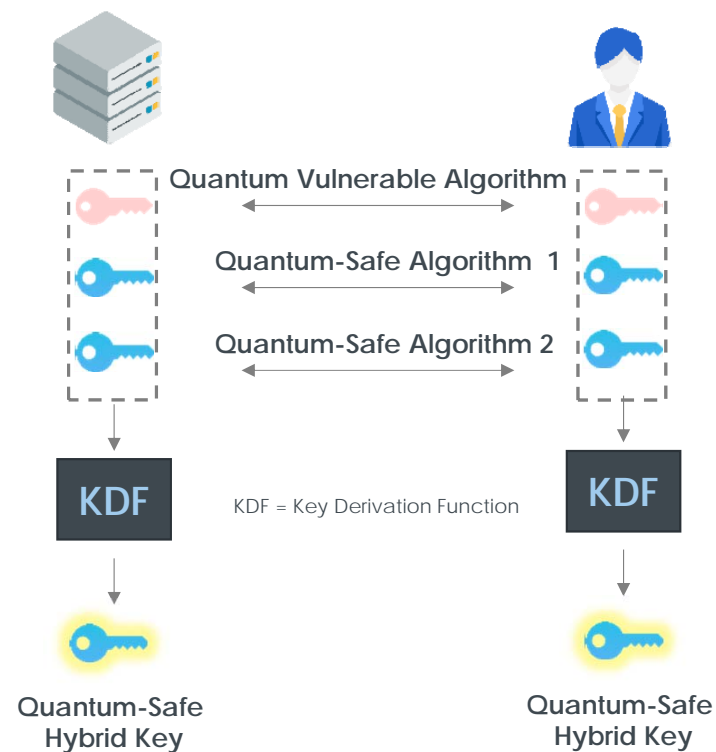 Quantum Vulnerable Algorithm
Quantum-Safe Algorithm 1
Quantum-Safe Algorithm 2
KDF
KDF = Key Derivation Function
KDF
Quantum-Safe
Hybrid Key
Quantum-Safe
Hybrid Key